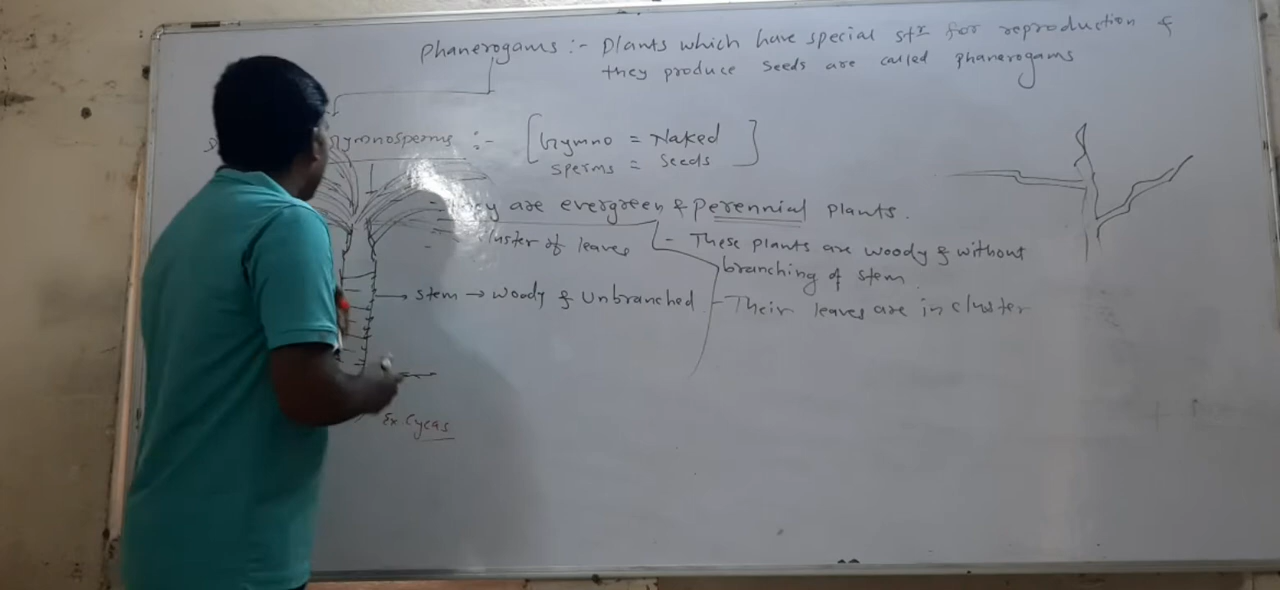 Phanerogams :- Plants which have special str for reproduction &
they produce seeds are called phanerogams
gymnosperms :- [ Gymno = Naked
sperms = Seeds ]
are evergreen & perennial plants.
cluster of leaves
- These plants are woody & without
branching of stem.
stem → woody & Unbranched
- Their leaves are in cluster
Ex. Cycas